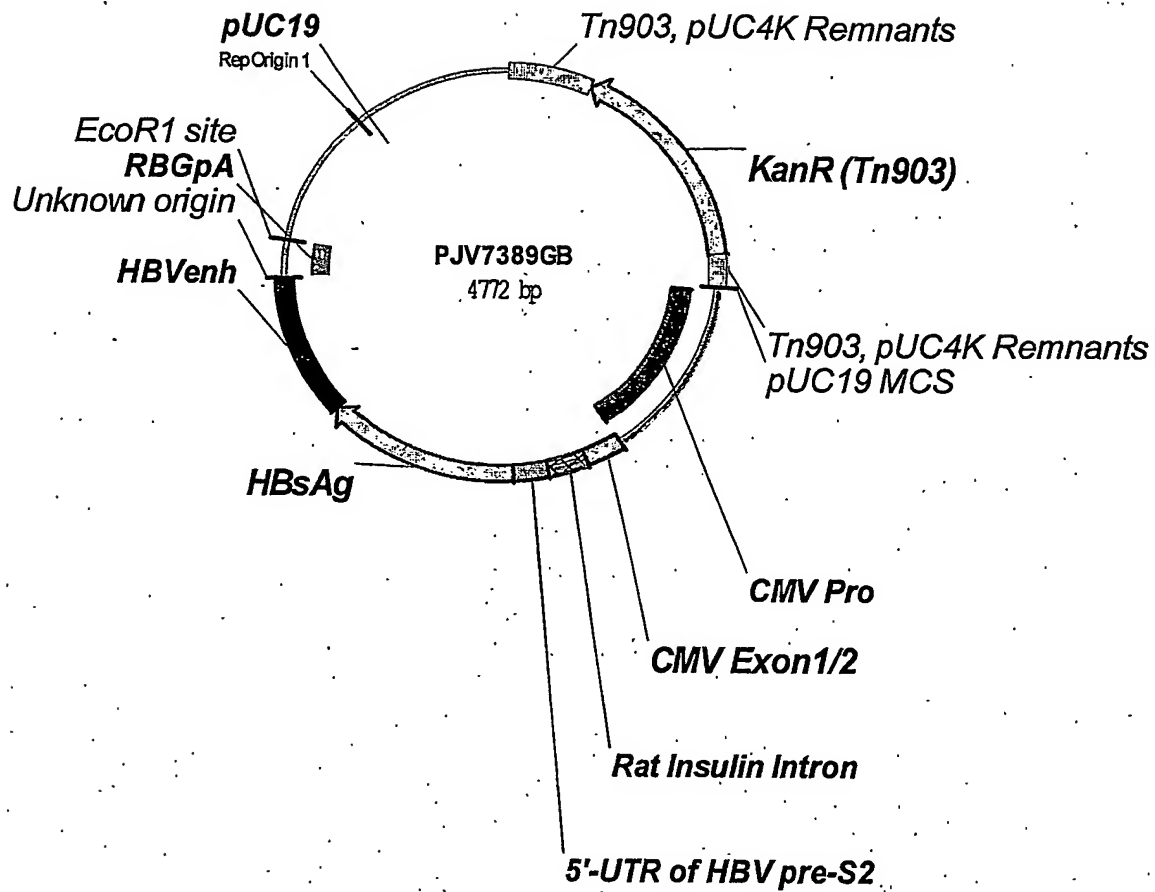 pUC19
RepOrigin 1
Tn903, pUC4K Remnants
EcoR1 site
RBGpA
Unknown origin
HBVenh
KanR (Tn903)
PJV7389GB
4772 bp
Tn903, pUC4K Remnants
pUC19 MCS
HBsAg
CMV Pro
CMV Exon1/2
Rat Insulin Intron
5'-UTR of HBV pre-S2